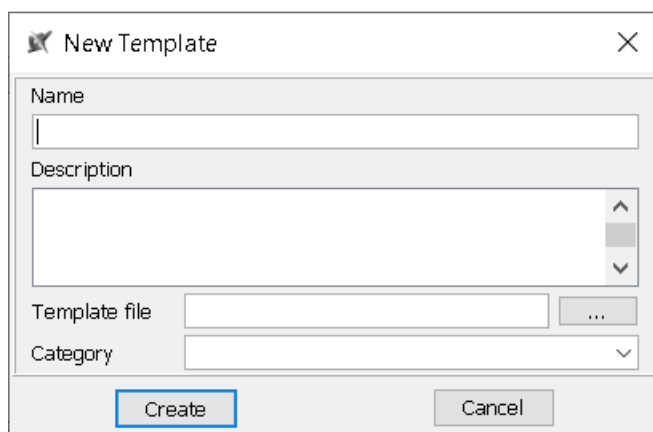 New Template
Name
Description
Template file
...
Category
Create
Cancel